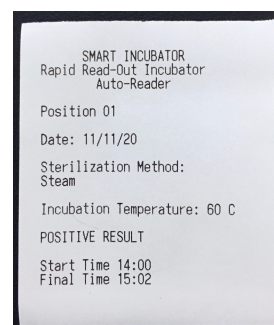 SMART INCUBATOR
Rapid Read-Out Incubator
Auto-Reader
Position 01
Date: 11/11/20
Sterilization Method:
Steam
Incubation Temperature: 60 C
POSITIVE RESULT
Start Time 14:00
Final Time 15:02